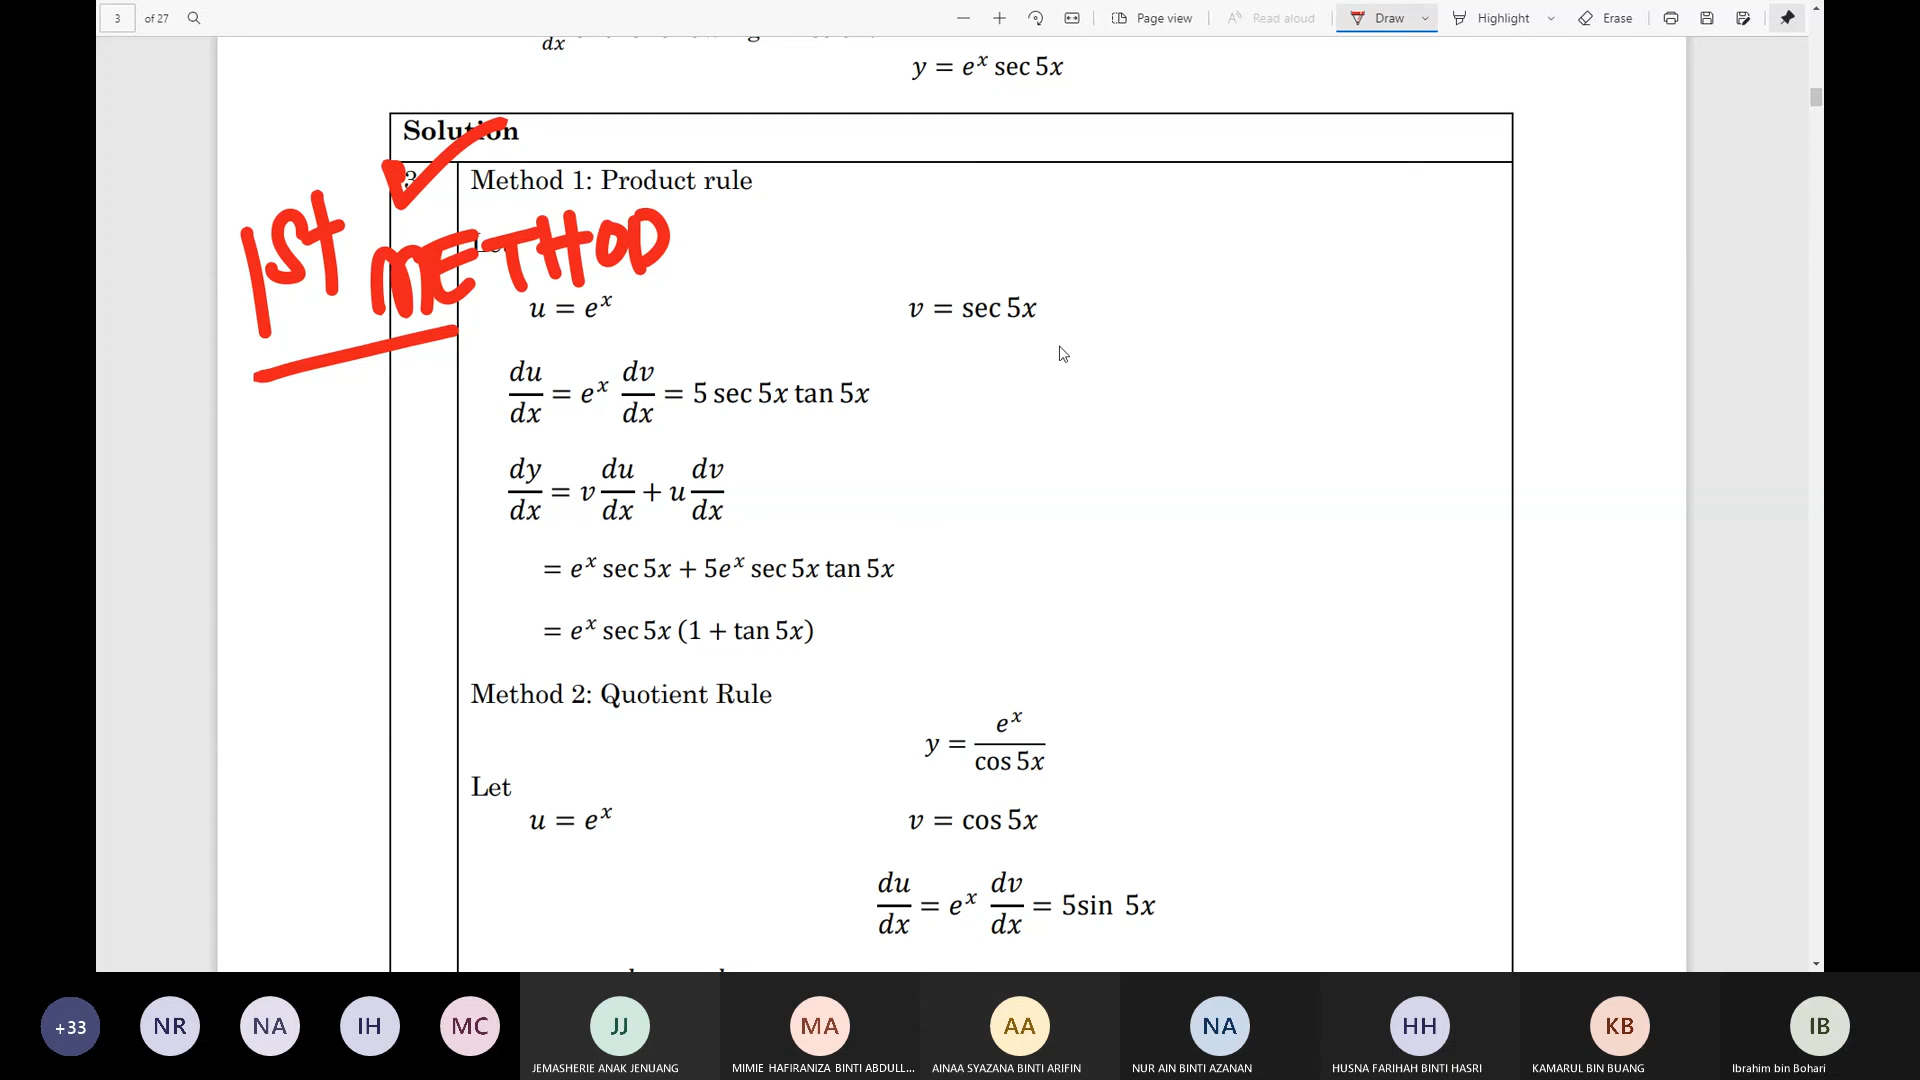 3 of 27 Page view Read aloud Draw Highlight Erase
dx
y = e^x sec 5x
Solution
3
Method 1: Product rule
1st METHOD
u = e^x v = sec 5x
du/dx = e^x dv/dx = 5 sec 5x tan 5x
dy/dx = v du/dx + u dv/dx
= e^x sec 5x + 5e^x sec 5x tan 5x
= e^x sec 5x (1 + tan 5x)
Method 2: Quotient Rule
y = e^x/cos 5x
Let
u = e^x v = cos 5x
du/dx = e^x dv/dx = 5sin 5x
+33 NR NA IH MC JJ MA AA NA HH KB IB
JEMASHERIE ANAK JENUANG MIMIE HAFIRANIZA BINTI ABDULL... AINAA SYAZANA BINTI ARIFIN NUR AIN BINTI AZANAN HUSNA FARIHAH BINTI HASRI KAMARUL BIN BUANG Ibrahim bin Bohari